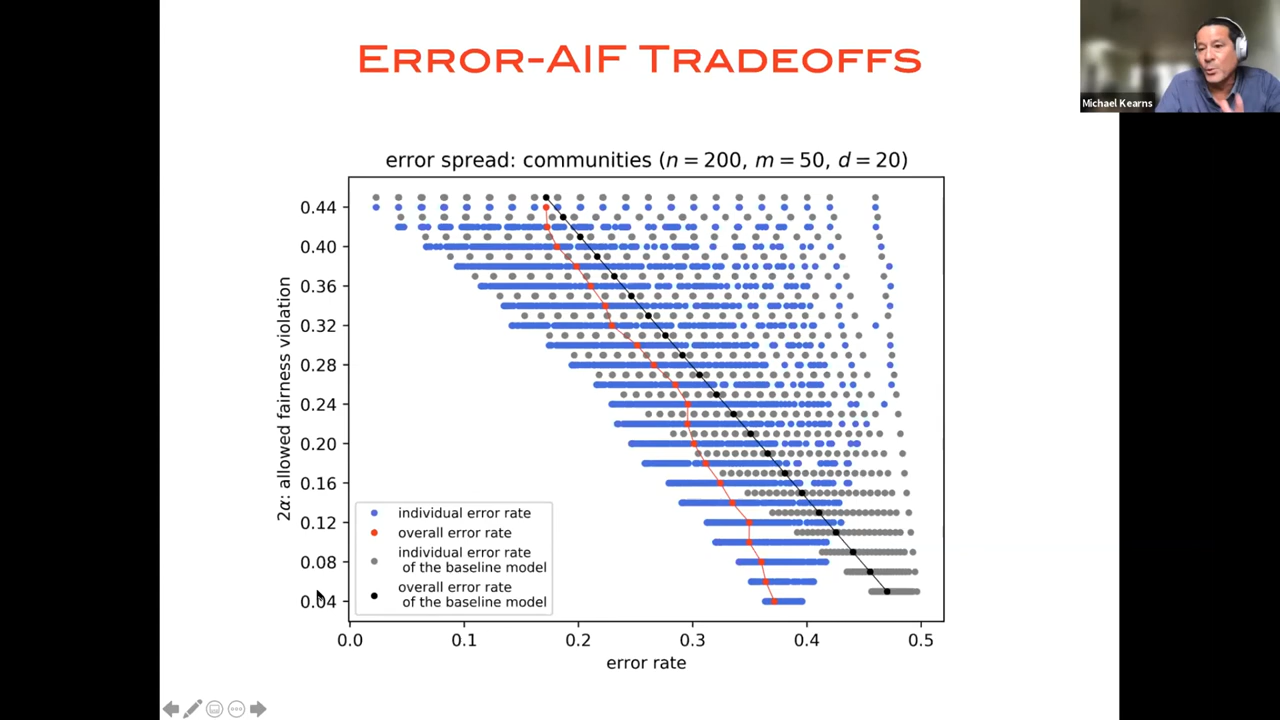 ERROR-AIF TRADEOFFS
Michael Kearns
error spread: communities (n = 200, m = 50, d = 20)
2α: allowed fairness violation
0.44
0.40
0.36
0.32
0.28
0.24
0.20
0.16
0.12
0.08
0.04
individual error rate
overall error rate
individual error rate
of the baseline model
overall error rate
of the baseline model
0.0 0.1 0.2 0.3 0.4 0.5
error rate